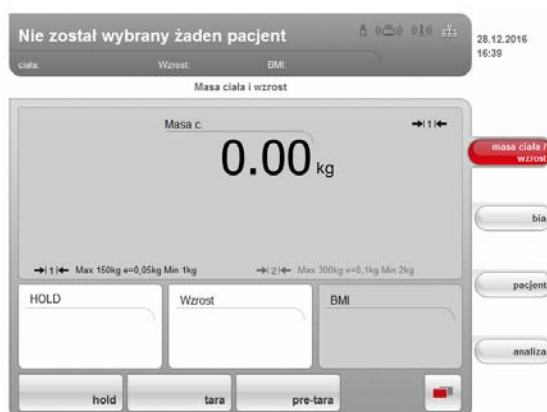 Nie został wybrany żaden pacjent
28.12.2016
16:39
ciała: Wzrost: BMI:
Masa ciała i wzrost
Masa c. →|1|←
0.00 kg
→|1|← Max 150kg e=0,05kg Min 1kg →|2|← Max 300kg e=0,1kg Min 2kg
HOLD Wzrost BMI
hold tara pre-tara
masa ciała /
wzrost
bia
pacjent
analiza